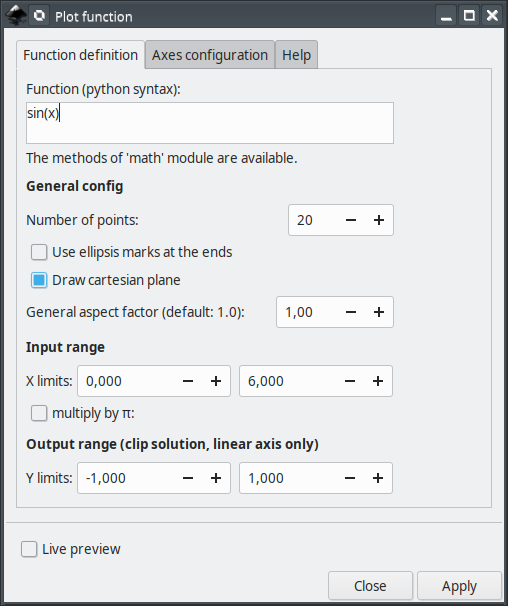 Plot function
Function definition Axes configuration Help
Function (python syntax):
sin(x)
The methods of 'math' module are available.
General config
Number of points: 20
Use ellipsis marks at the ends
Draw cartesian plane
General aspect factor (default: 1.0): 1,00
Input range
X limits: 0,000 6,000
multiply by π:
Output range (clip solution, linear axis only)
Y limits: -1,000 1,000
Live preview
Close Apply